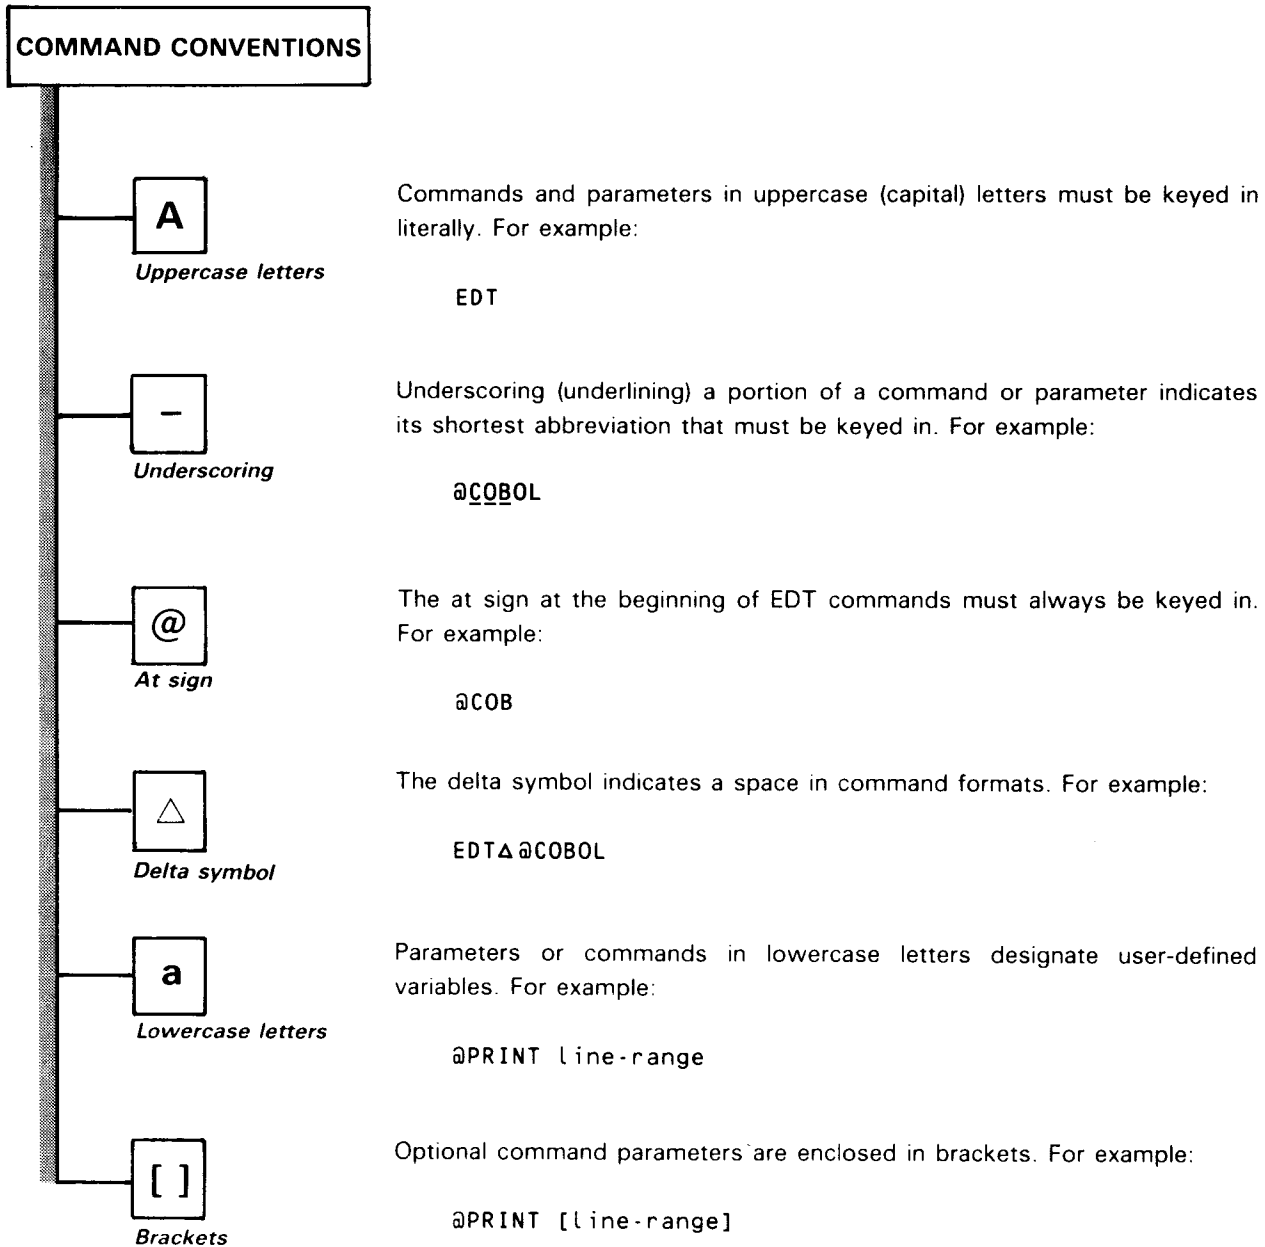 COMMAND CONVENTIONS
A
Uppercase letters
Commands and parameters in uppercase (capital) letters must be keyed in
literally. For example:
EDT
–
Underscoring
Underscoring (underlining) a portion of a command or parameter indicates
its shortest abbreviation that must be keyed in. For example:
@COBOL
@
At sign
The at sign at the beginning of EDT commands must always be keyed in.
For example:
@COB
△
Delta symbol
The delta symbol indicates a space in command formats. For example:
EDT∆@COBOL
a
Lowercase letters
Parameters or commands in lowercase letters designate user-defined
variables. For example:
@PRINT line-range
[ ]
Brackets
Optional command parameters are enclosed in brackets. For example:
@PRINT [line-range]